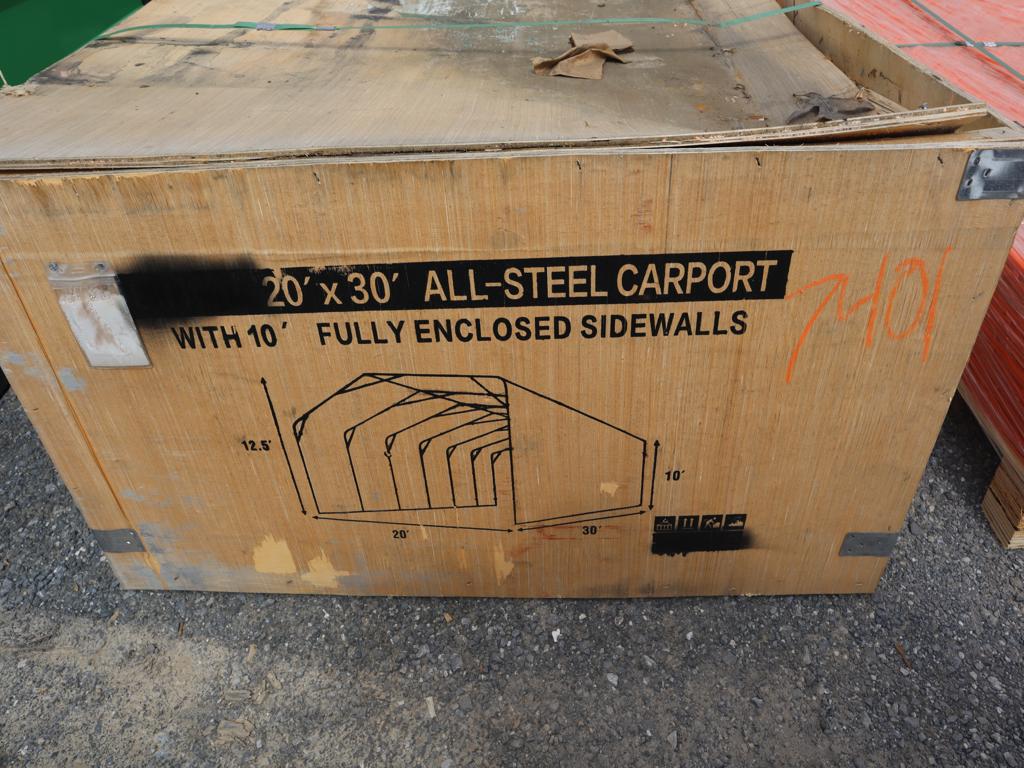 20' x 30' ALL-STEEL CARPORT
WITH 10' FULLY ENCLOSED SIDEWALLS
7401
12.5'
10'
20'
30'